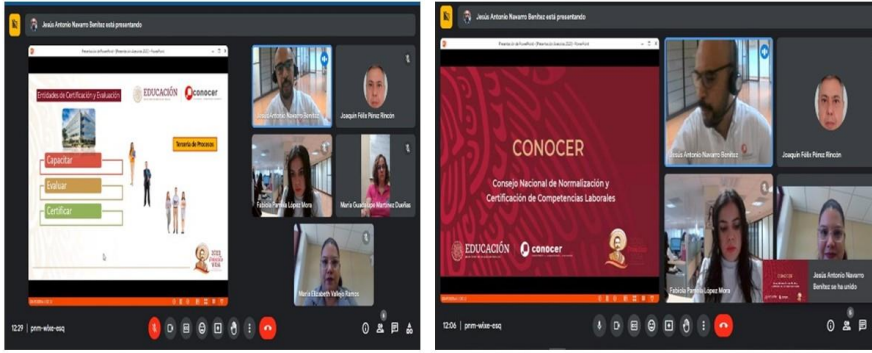 Jesús Antonio Navarro Benítez está presentando
Entidades de Certificación y Evaluación
EDUCACIÓN
conocer
Tercería de Procesos
Capacitar
Evaluar
Certificar
Jesús Antonio Navarro Benítez
Joaquin Félix Pérez Rincón
Fabiola Pamela López Mora
María Guadalupe Martínez Dueñas
María Elizabeth Vallejo Ramos
12:29 | pnm-wixe-esq
Jesús Antonio Navarro Benítez está presentando
CONOCER
Consejo Nacional de Normalización y
Certificación de Competencias Laborales
EDUCACIÓN
conocer
Jesús Antonio Navarro Benítez
Joaquin Félix Pérez Rincón
Fabiola Pamela López Mora
Jesús Antonio Navarro
Benítez se ha unido
12:06 | pnm-wixe-esq